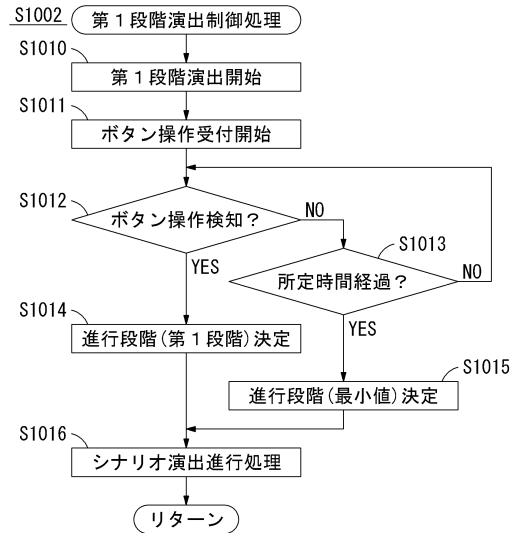 S1002
第１段階演出制御処理
S1010
第１段階演出開始
S1011
ボタン操作受付開始
S1012
ボタン操作検知？
NO
YES
S1013
所定時間経過？
NO
YES
S1014
進行段階(第１段階)決定
S1015
進行段階(最小値)決定
S1016
シナリオ演出進行処理
リターン